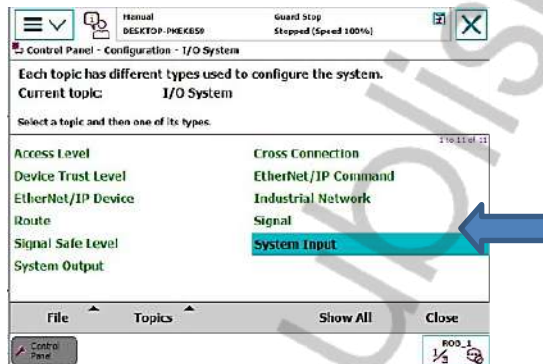 Manual
DESKTOP-PHEKB59
Guard Stop
Stopped (Speed 100%)
Control Panel - Configuration - I/O System
Each topic has different types used to configure the system.
Current topic: I/O System
Select a topic and then one of its types.
1 to 11 of 11
Access Level Cross Connection
Device Trust Level EtherNet/IP Command
EtherNet/IP Device Industrial Network
Route Signal
Signal Safe Level System Input
System Output
File Topics Show All Close
Control Panel
ROB_1
1/3